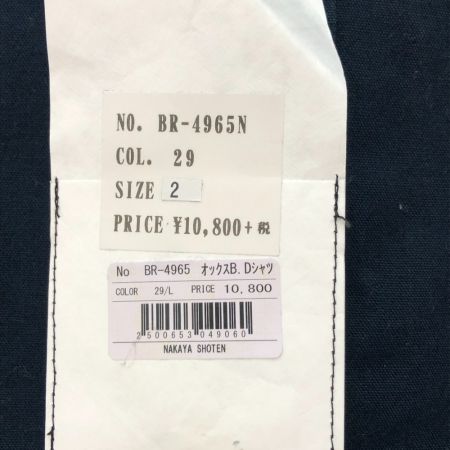 NO. BR-4965N
COL. 29
SIZE 2
PRICE ¥10,800+税
No BR-4965 オックスB.Dシャツ
COLOR 29/L PRICE 10,800
2500653049060
NAKAYA SHOTEN